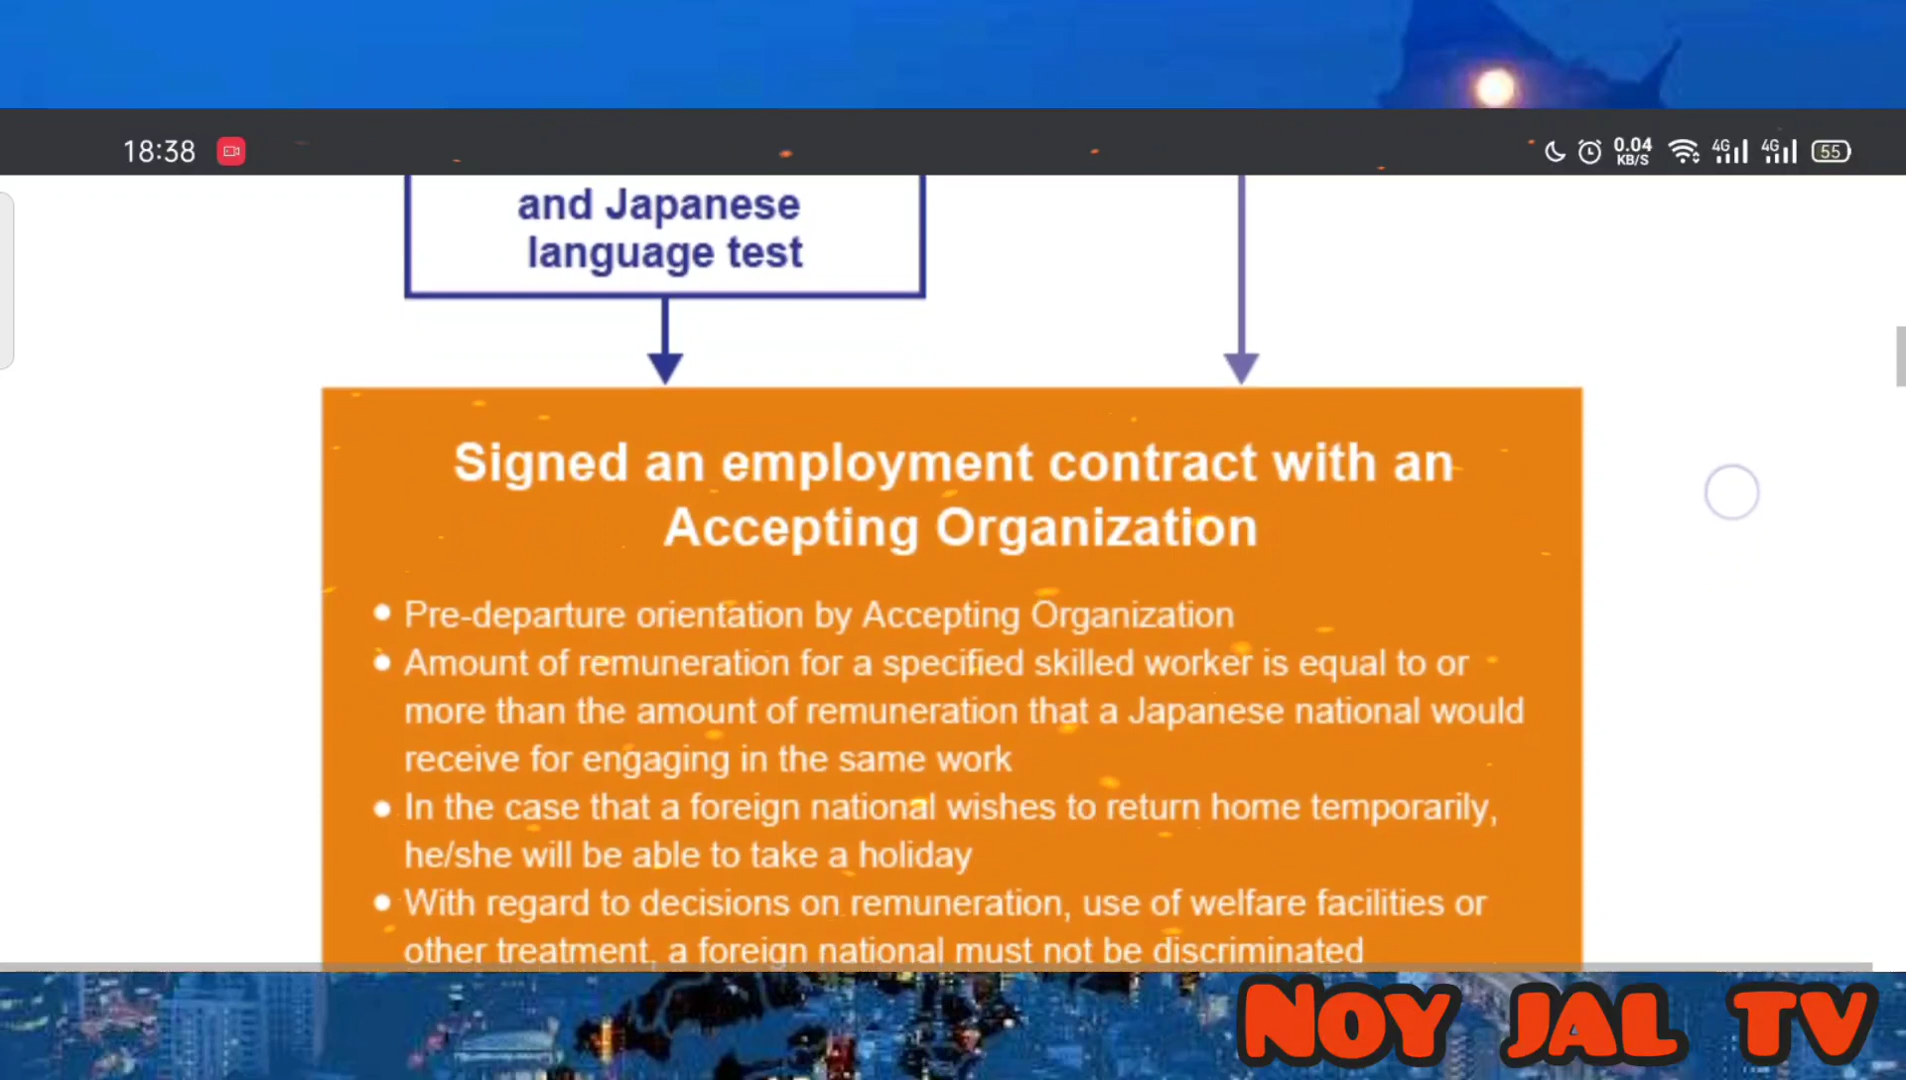 18:38
0.04
KB/S
4G
4G
55
and Japanese
language test
Signed an employment contract with an
Accepting Organization
● Pre-departure orientation by Accepting Organization
● Amount of remuneration for a specified skilled worker is equal to or
more than the amount of remuneration that a Japanese national would
receive for engaging in the same work
● In the case that a foreign national wishes to return home temporarily,
he/she will be able to take a holiday
● With regard to decisions on remuneration, use of welfare facilities or
other treatment, a foreign national must not be discriminated
NOY JAL TV